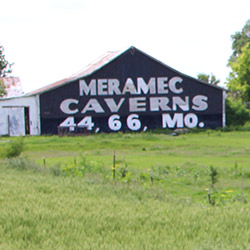 MERAMEC
CAVERNS
44, 66, MO.